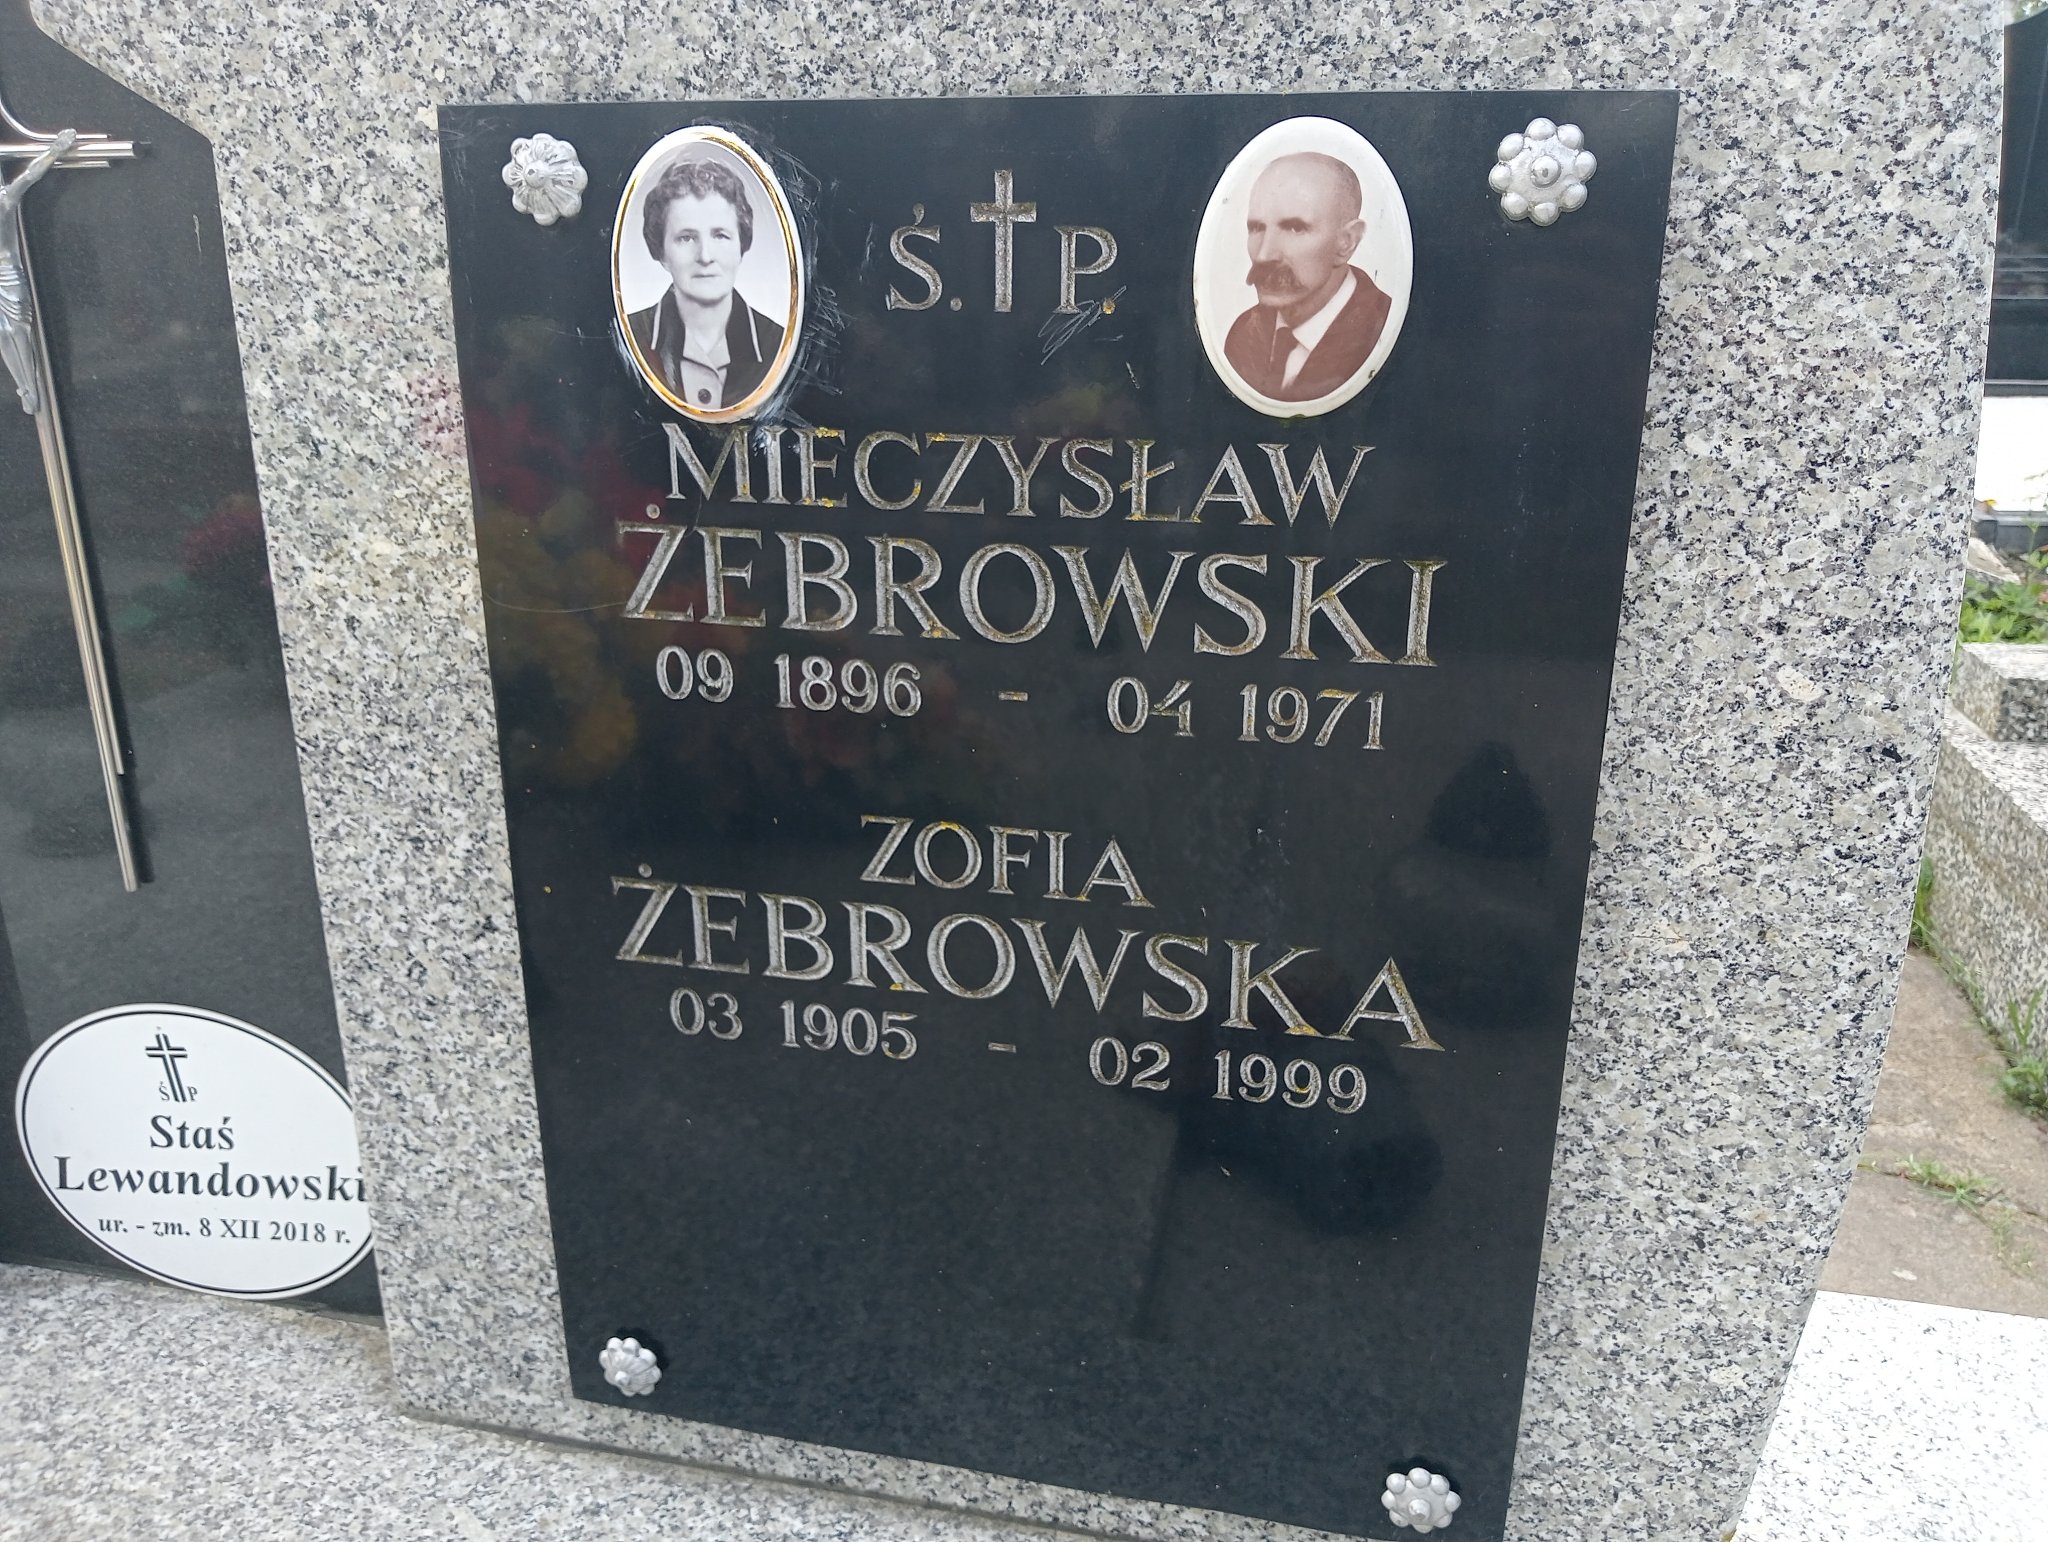 Ś. P.
MIECZYSŁAW
ŻEBROWSKI
09 1896 - 04 1971
ZOFIA
ŻEBROWSKA
03 1905 - 02 1999
Ś P
Staś
Lewandowski
ur. - zm. 8 XII 2018 r.